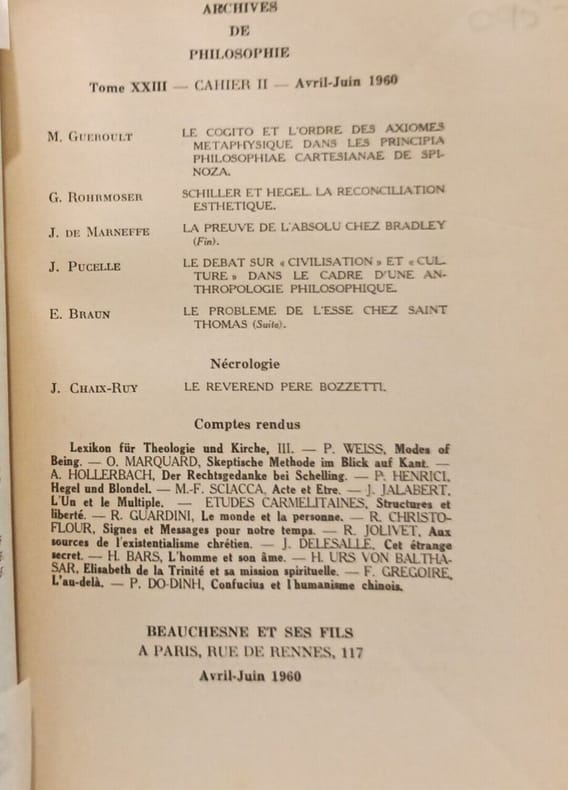 ARCHIVES
DE
PHILOSOPHIE
Tome XXIII — CAHIER II — Avril-Juin 1960
M. GUEROULT LE COGITO ET L'ORDRE DES AXIOMES
METAPHYSIQUE DANS LES PRINCIPIA
PHILOSOPHIAE CARTESIANAE DE SPI-
NOZA.
G. ROHRMOSER SCHILLER ET HEGEL. LA RECONCILIATION
ESTHETIQUE.
J. DE MARNEFFE LA PREUVE DE L'ABSOLU CHEZ BRADLEY
(Fin).
J. PUCELLE LE DEBAT SUR « CIVILISATION » ET « CUL-
TURE » DANS LE CADRE D'UNE AN-
THROPOLOGIE PHILOSOPHIQUE.
E. BRAUN LE PROBLEME DE L'ESSE CHEZ SAINT
THOMAS (Suite).
Nécrologie
J. CHAIX-RUY LE REVEREND PERE BOZZETTI.
Comptes rendus
Lexikon für Theologie und Kirche, III. — P. WEISS, Modes of
Being. — O. MARQUARD, Skeptische Methode im Blick auf Kant. —
A. HOLLERBACH, Der Rechtsgedanke bei Schelling. — P. HENRICI,
Hegel und Blondel. — M.-F. SCIACCA, Acte et Etre. — J. JALABERT,
L'Un et le Multiple. — ETUDES CARMELITAINES, Structures et
liberté. — R. GUARDINI, Le monde et la personne. — R. CHRISTO-
FLOUR, Signes et Messages pour notre temps. — R. JOLIVET, Aux
sources de l'existentialisme chrétien. — J. DELESALLE, Cet étrange
secret. — H. BARS, L'homme et son âme. — H. URS VON BALTHA-
SAR, Elisabeth de la Trinité et sa mission spirituelle. — F. GREGOIRE,
L'au-delà. — P. DO-DINH, Confucius et l'humanisme chinois.
BEAUCHESNE ET SES FILS
A PARIS, RUE DE RENNES, 117
Avril-Juin 1960